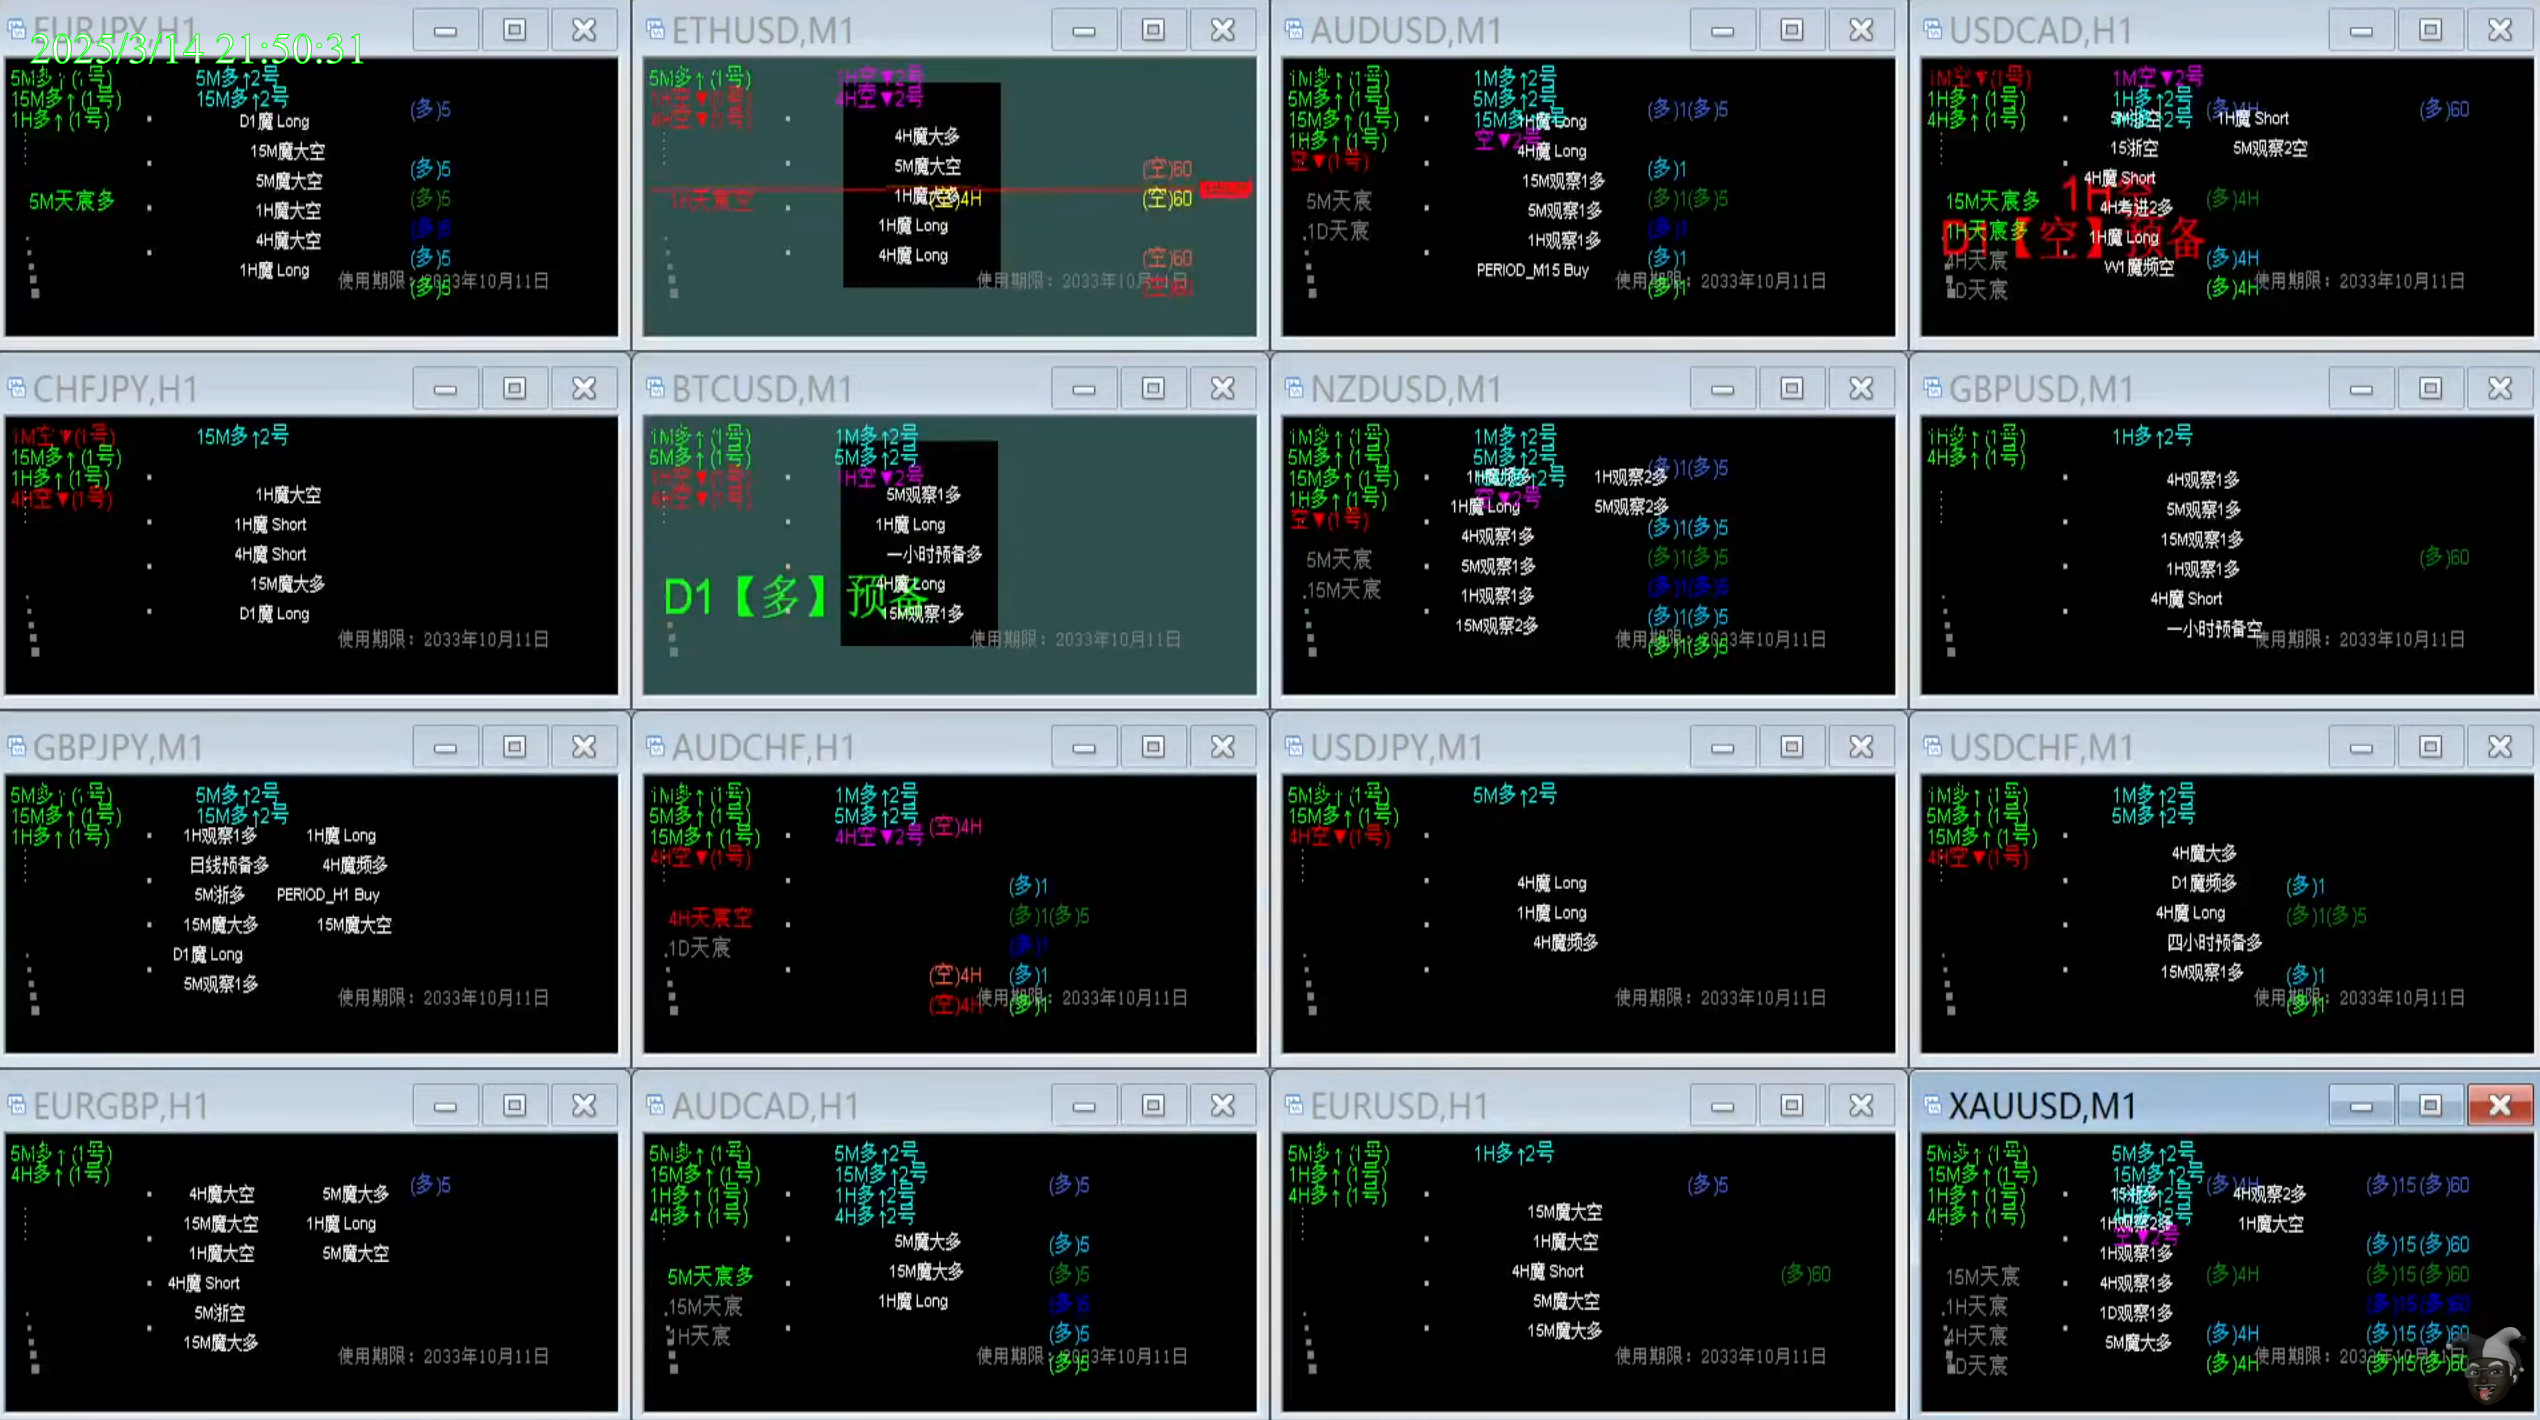 EURJPY,H1
2025/3/14 21:50:31
5M多↑(1号) 5M多↑2号
15M多↑(1号) 15M多↑2号
1H多↑(1号)
(多)5
D1魔 Long
15M魔大空
(多)5
5M魔大空
5M天宸多
(多)5
1H魔大空
(多)5
4H魔大空
(多)5
1H魔 Long
使用期限：2033年10月11日
(多)5
ETHUSD,M1
5M多↑(1号) 1H空▼2号
1H空▼(1号) 4H空▼2号
4H空▼(1号)
4H魔大多
5M魔大空
(空)60
1H魔大多
(空)4H
(空)60
1H魔 Long
4H魔 Long
(空)60
使用期限：2033年10月11日
AUDUSD,M1
1M多↑(1号) 1M多↑2号
5M多↑(1号) 5M多↑2号
15M多↑(1号) 15M多↑2号
1H多↑(1号) 空▼2号
空▼(1号)
(多)1(多)5
1H魔 Long
4H魔 Long
(多)1
15M观察1多
5M天宸
(多)1(多)5
5M观察1多
1D天宸
(多)1
1H观察1多
(多)1
PERIOD_M15 Buy
使用期限：2033年10月11日
(多)1
USDCAD,H1
1M空▼(1号) 1M空▼2号
1H多↑(1号) 1H多↑2号
4H多↑(1号) 4H多↑2号
(多)4H
(多)60
5M浙空 1H魔 Short
15浙空 5M观察2空
4H魔 Short
15M天宸多
1H空
(多)4H
4H考进2多
1H天宸多
D1【空】预备
1H魔 Long
4H天宸
(多)4H
W1魔频空
1D天宸
(多)4H
使用期限：2033年10月11日
CHFJPY,H1
1M空▼(1号) 15M多↑2号
15M多↑(1号)
1H多↑(1号)
4H空▼(1号)
1H魔大空
1H魔 Short
4H魔 Short
15M魔大多
D1魔 Long
使用期限：2033年10月11日
BTCUSD,M1
1M多↑(1号) 1M多↑2号
5M多↑(1号) 5M多↑2号
1H空▼(1号) 1H空▼2号
4H空▼(1号)
5M观察1多
1H魔 Long
一小时预备多
4H魔 Long
D1【多】预备
15M观察1多
使用期限：2033年10月11日
NZDUSD,M1
1M多↑(1号) 1M多↑2号
5M多↑(1号) 5M多↑2号
15M多↑(1号)
1H多↑(1号) 空▼2号
空▼(1号)
(多)1(多)5
1H魔频多 1H观察2多
1H魔 Long 5M观察2多
(多)1(多)5
4H观察1多
5M天宸
(多)1(多)5
5M观察1多
15M天宸
(多)1(多)5
1H观察1多
(多)1(多)5
15M观察2多
使用期限：2033年10月11日
(多)1(多)5
GBPUSD,M1
1H多↑(1号) 1H多↑2号
4H多↑(1号)
4H观察1多
5M观察1多
15M观察1多
(多)60
1H观察1多
4H魔 Short
一小时预备空
使用期限：2033年10月11日
GBPJPY,M1
5M多↑(1号) 5M多↑2号
15M多↑(1号) 15M多↑2号
1H多↑(1号)
1H观察1多 1H魔 Long
日线预备多 4H魔频多
5M浙多 PERIOD_H1 Buy
15M魔大多 15M魔大空
D1魔 Long
5M观察1多
使用期限：2033年10月11日
AUDCHF,H1
1M多↑(1号) 1M多↑2号
5M多↑(1号) 5M多↑2号
15M多↑(1号) 4H空▼2号
4H空▼(1号)
(空)4H
(多)1
4H天宸空
(多)1(多)5
1D天宸
(多)1
(空)4H (多)1
(空)4H (多)1
使用期限：2033年10月11日
USDJPY,M1
5M多↑(1号) 5M多↑2号
15M多↑(1号)
4H空▼(1号)
4H魔 Long
1H魔 Long
4H魔频多
使用期限：2033年10月11日
USDCHF,M1
1M多↑(1号) 1M多↑2号
5M多↑(1号) 5M多↑2号
15M多↑(1号)
4H空▼(1号)
4H魔大多
D1魔频多
(多)1
4H魔 Long
(多)1(多)5
四小时预备多
15M观察1多
(多)1
使用期限：2033年10月11日
(多)1
EURGBP,H1
5M多↑(1号)
4H多↑(1号)
(多)5
4H魔大空 5M魔大多
15M魔大空 1H魔 Long
1H魔大空 5M魔大空
4H魔 Short
5M浙空
15M魔大多
使用期限：2033年10月11日
AUDCAD,H1
5M多↑(1号) 5M多↑2号
15M多↑(1号) 15M多↑2号
1H多↑(1号) 1H多↑2号
4H多↑(1号) 4H多↑2号
(多)5
5M魔大多
(多)5
5M天宸多
15M魔大多
(多)5
15M天宸
1H魔 Long
(多)5
1H天宸
(多)5
使用期限：2033年10月11日
(多)5
EURUSD,H1
5M多↑(1号) 1H多↑2号
1H多↑(1号)
4H多↑(1号)
(多)5
15M魔大空
1H魔大空
4H魔 Short
(多)60
5M魔大空
15M魔大多
使用期限：2033年10月11日
XAUUSD,M1
5M多↑(1号) 5M多↑2号
15M多↑(1号) 15M多↑2号
1H多↑(1号) 1H多↑2号
4H多↑(1号) 4H多↑2号
空▼2号
(多)4H
(多)15(多)60
15浙多 4H观察2多
1H观察2多 1H魔大空
(多)15(多)60
1H观察1多
15M天宸
(多)4H
(多)15(多)60
4H观察1多
1H天宸
(多)15(多)60
1D观察1多
4H天宸
(多)4H
(多)15(多)60
5M魔大多
1D天宸
(多)4H
(多)15(多)60